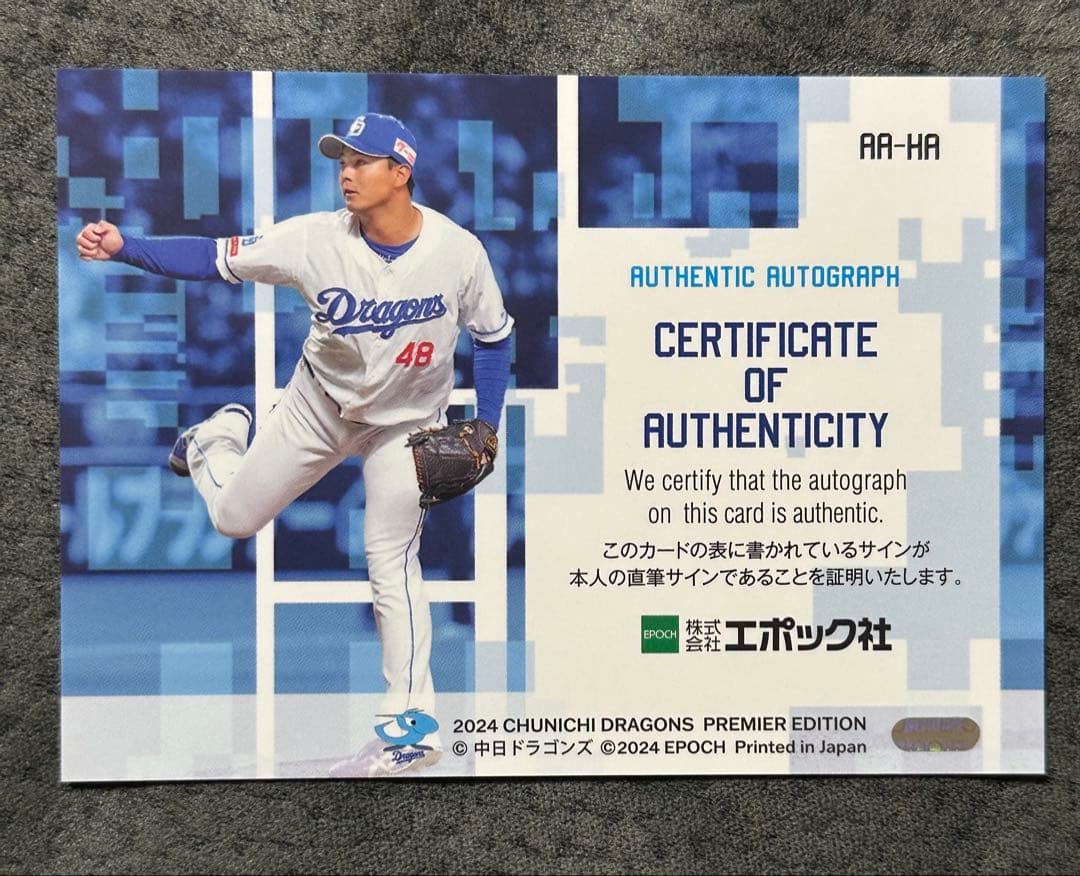 AA-HA
AUTHENTIC AUTOGRAPH
CERTIFICATE
OF
AUTHENTICITY
We certify that the autograph
on this card is authentic.
このカードの表に書かれているサインが
本人の直筆サインであることを証明いたします。
EPOCH 株式会社 エポック社
Dragons
48
Dragons
2024 CHUNICHI DRAGONS PREMIER EDITION
© 中日ドラゴンズ ©2024 EPOCH Printed in Japan